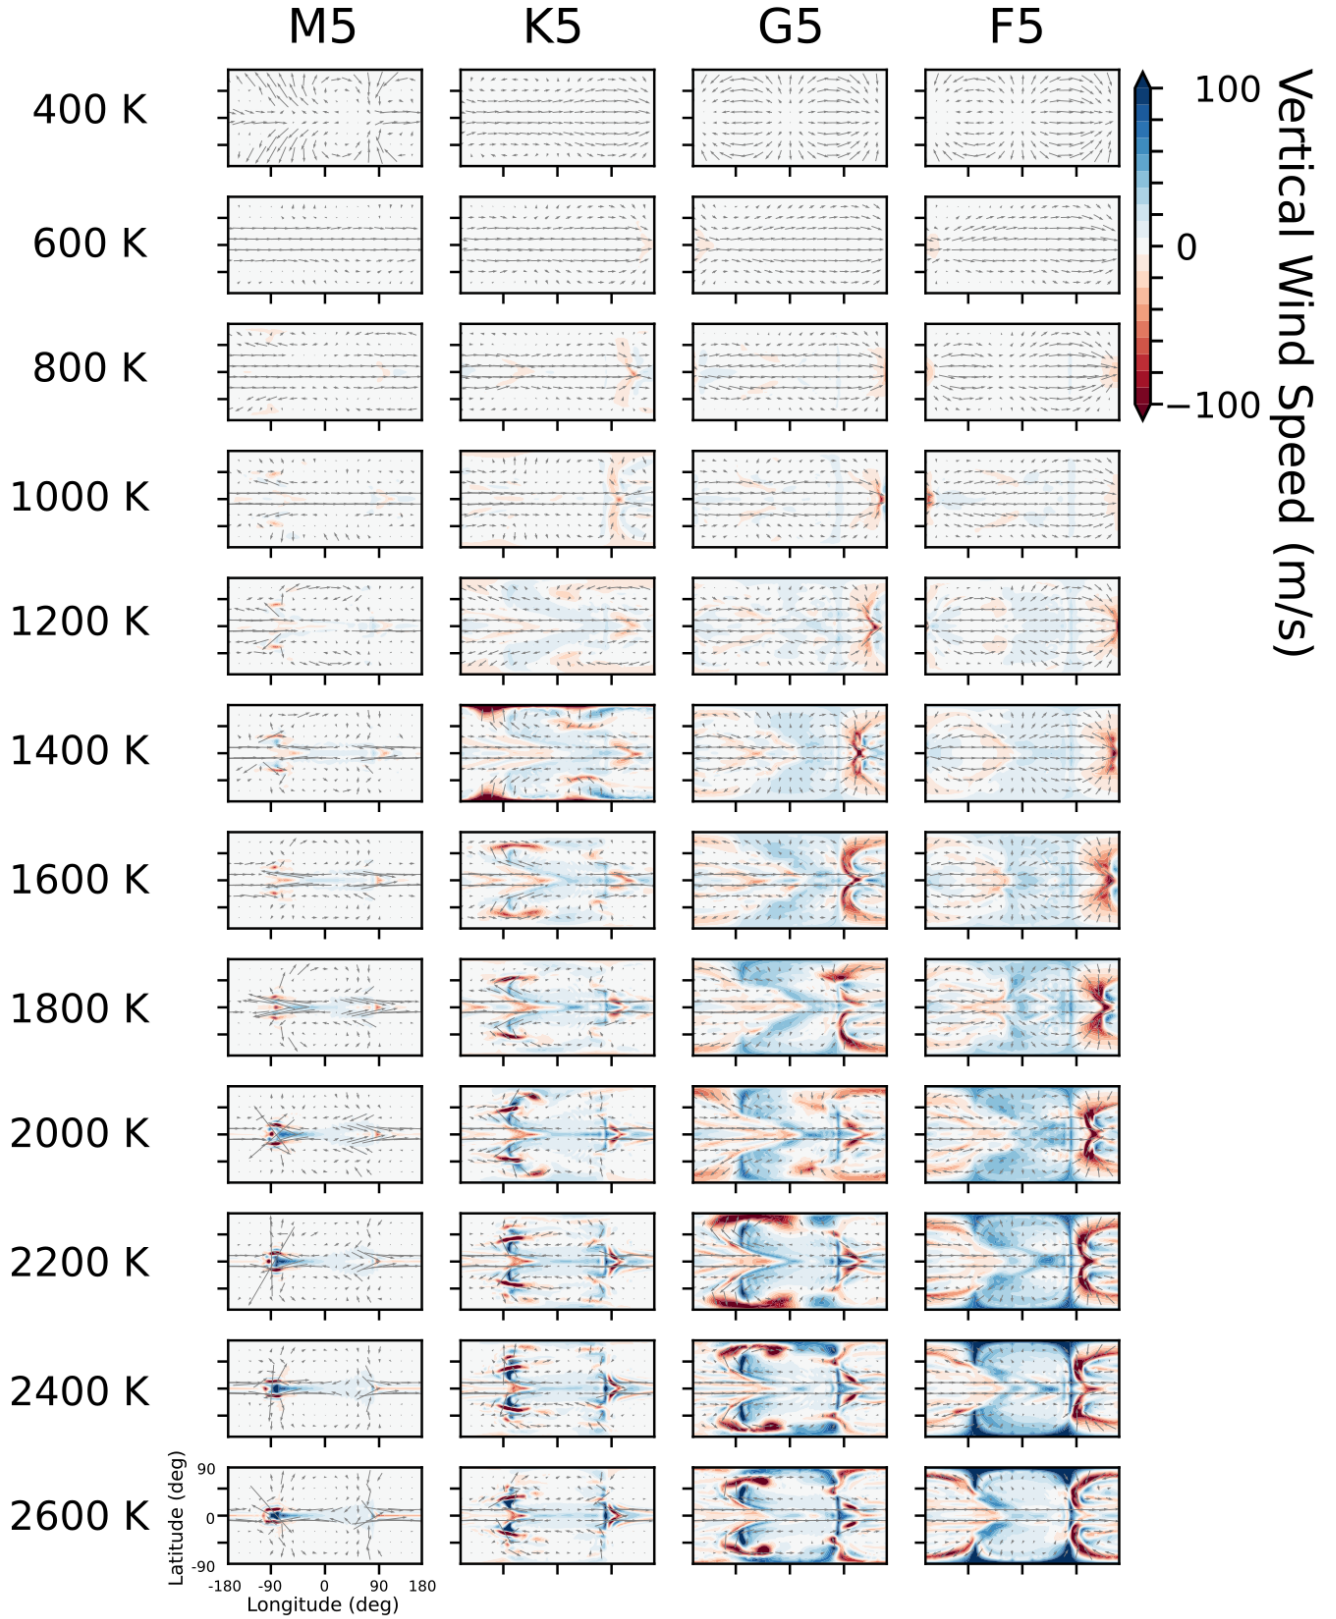 M5 K5 G5 F5
400 K
100
600 K
0
800 K
−100
Vertical Wind Speed (m/s)
1000 K
1200 K
1400 K
1600 K
1800 K
2000 K
2200 K
2400 K
2600 K
Latitude (deg)
90
0
-90
-180 -90 0 90 180
Longitude (deg)